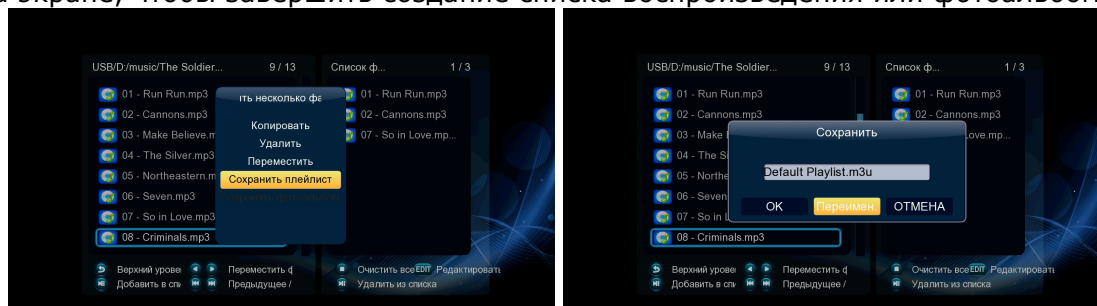 экране, чтобы завершить создание списка воспроизведения или
USB/D:/music/The Soldier... 9 / 13 Список ф... 1 / 3
01 - Run Run.mp3
02 - Cannons.mp3
03 - Make Believe.m
04 - The Silver.mp3
05 - Northeastern.m
06 - Seven.mp3
07 - So in Love.mp3
08 - Criminals.mp3
ть несколько фа
Копировать
Удалить
Переместить
Сохранить плейлист
01 - Run Run.mp3
02 - Cannons.mp3
07 - So in Love.mp...
Верхний уровен Переместить ф Очистить все EDIT Редактировать
Добавить в спи Предыдущее / Удалить из списка
USB/D:/music/The Soldier... 9 / 13 Список ф... 1 / 3
01 - Run Run.mp3
02 - Cannons.mp3
03 - Make
04 - The S
05 - Northe
06 - Seven
07 - So in L
08 - Criminals.mp3
01 - Run Run.mp3
02 - Cannons.mp3
ove.mp...
Сохранить
Default Playlist.m3u
OK Переимен. ОТМЕНА
Верхний уровен Переместить ф Очистить все EDIT Редактировать
Добавить в спи Предыдущее / Удалить из списка